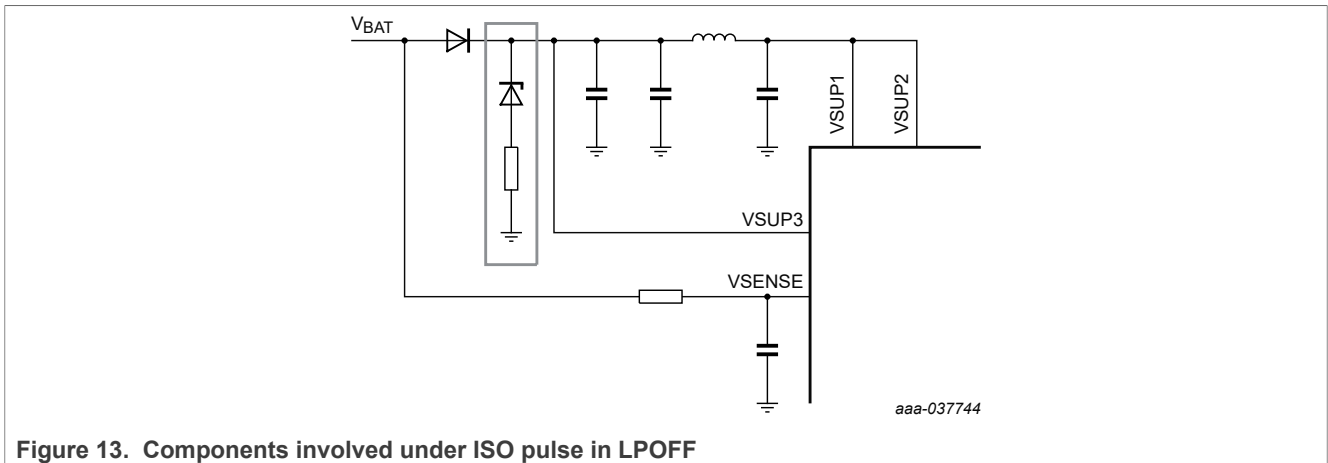 VBAT
VSUP1
VSUP2
VSUP3
VSENSE
aaa-037744
Figure 13. Components involved under ISO pulse in LPOFF